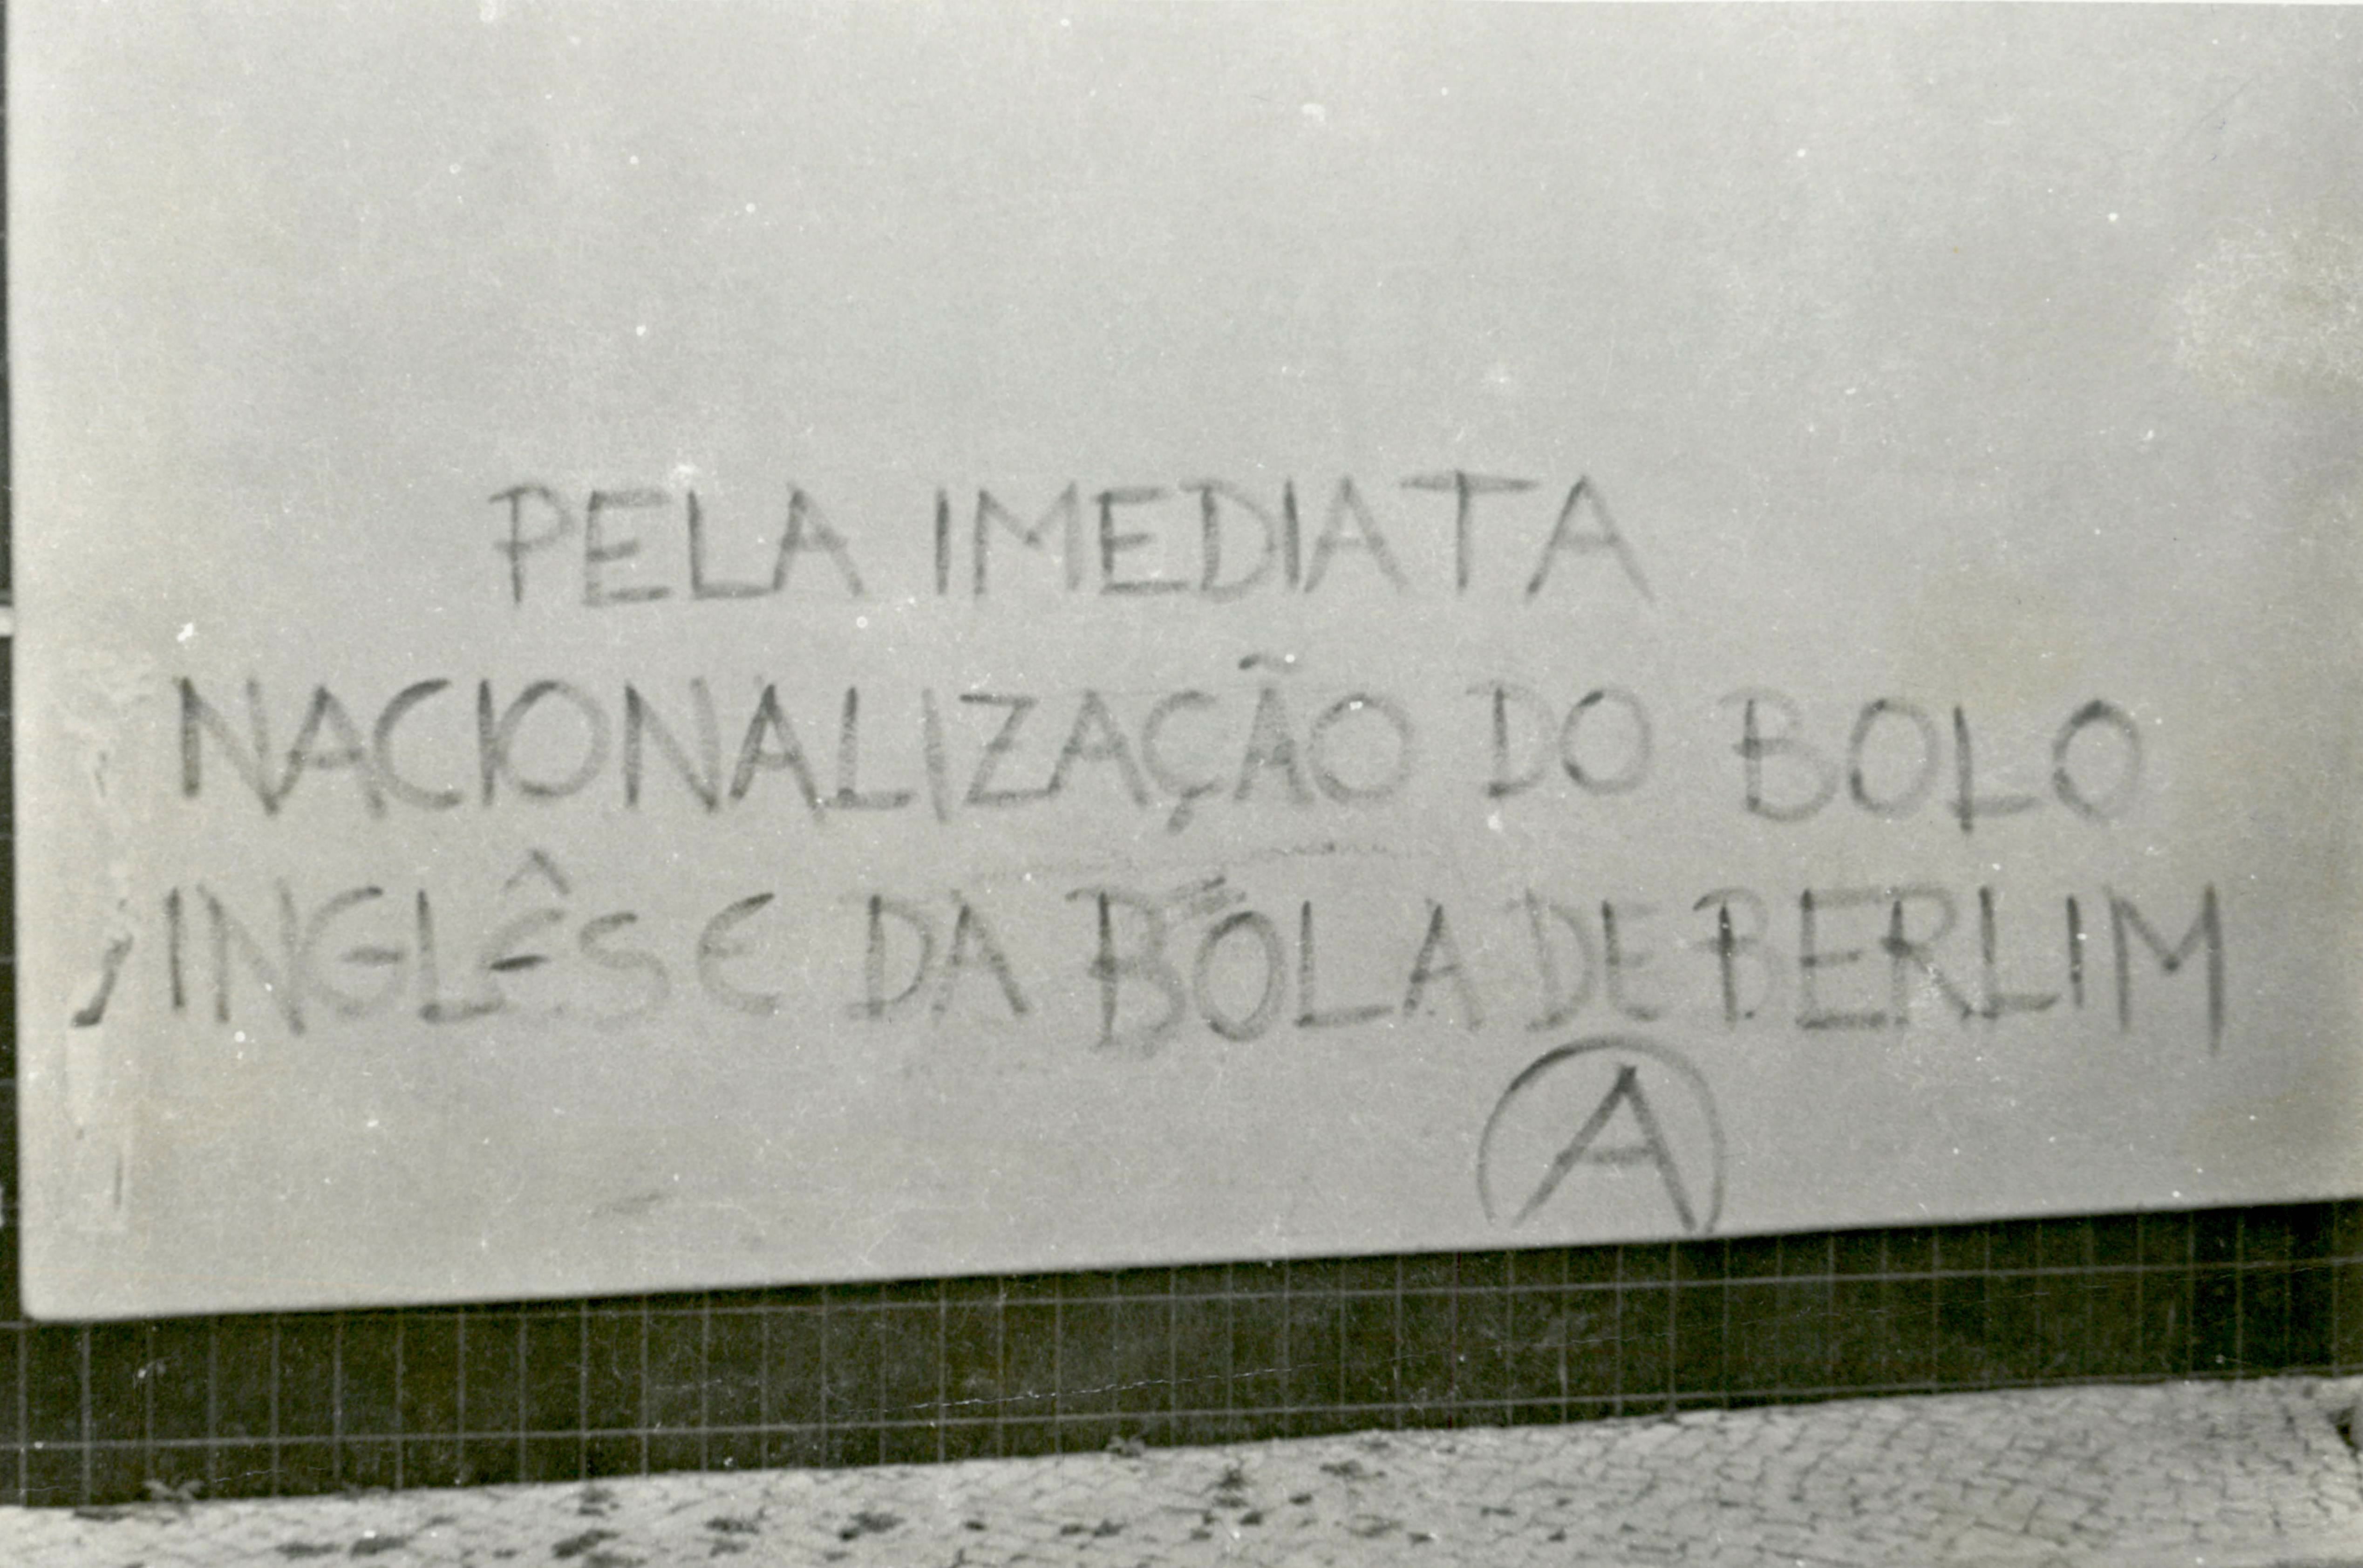 PELA IMEDIATA
NACIONALIZAÇÃO DO BOLO
INGLÊS E DA BOLA DE BERLIM
A